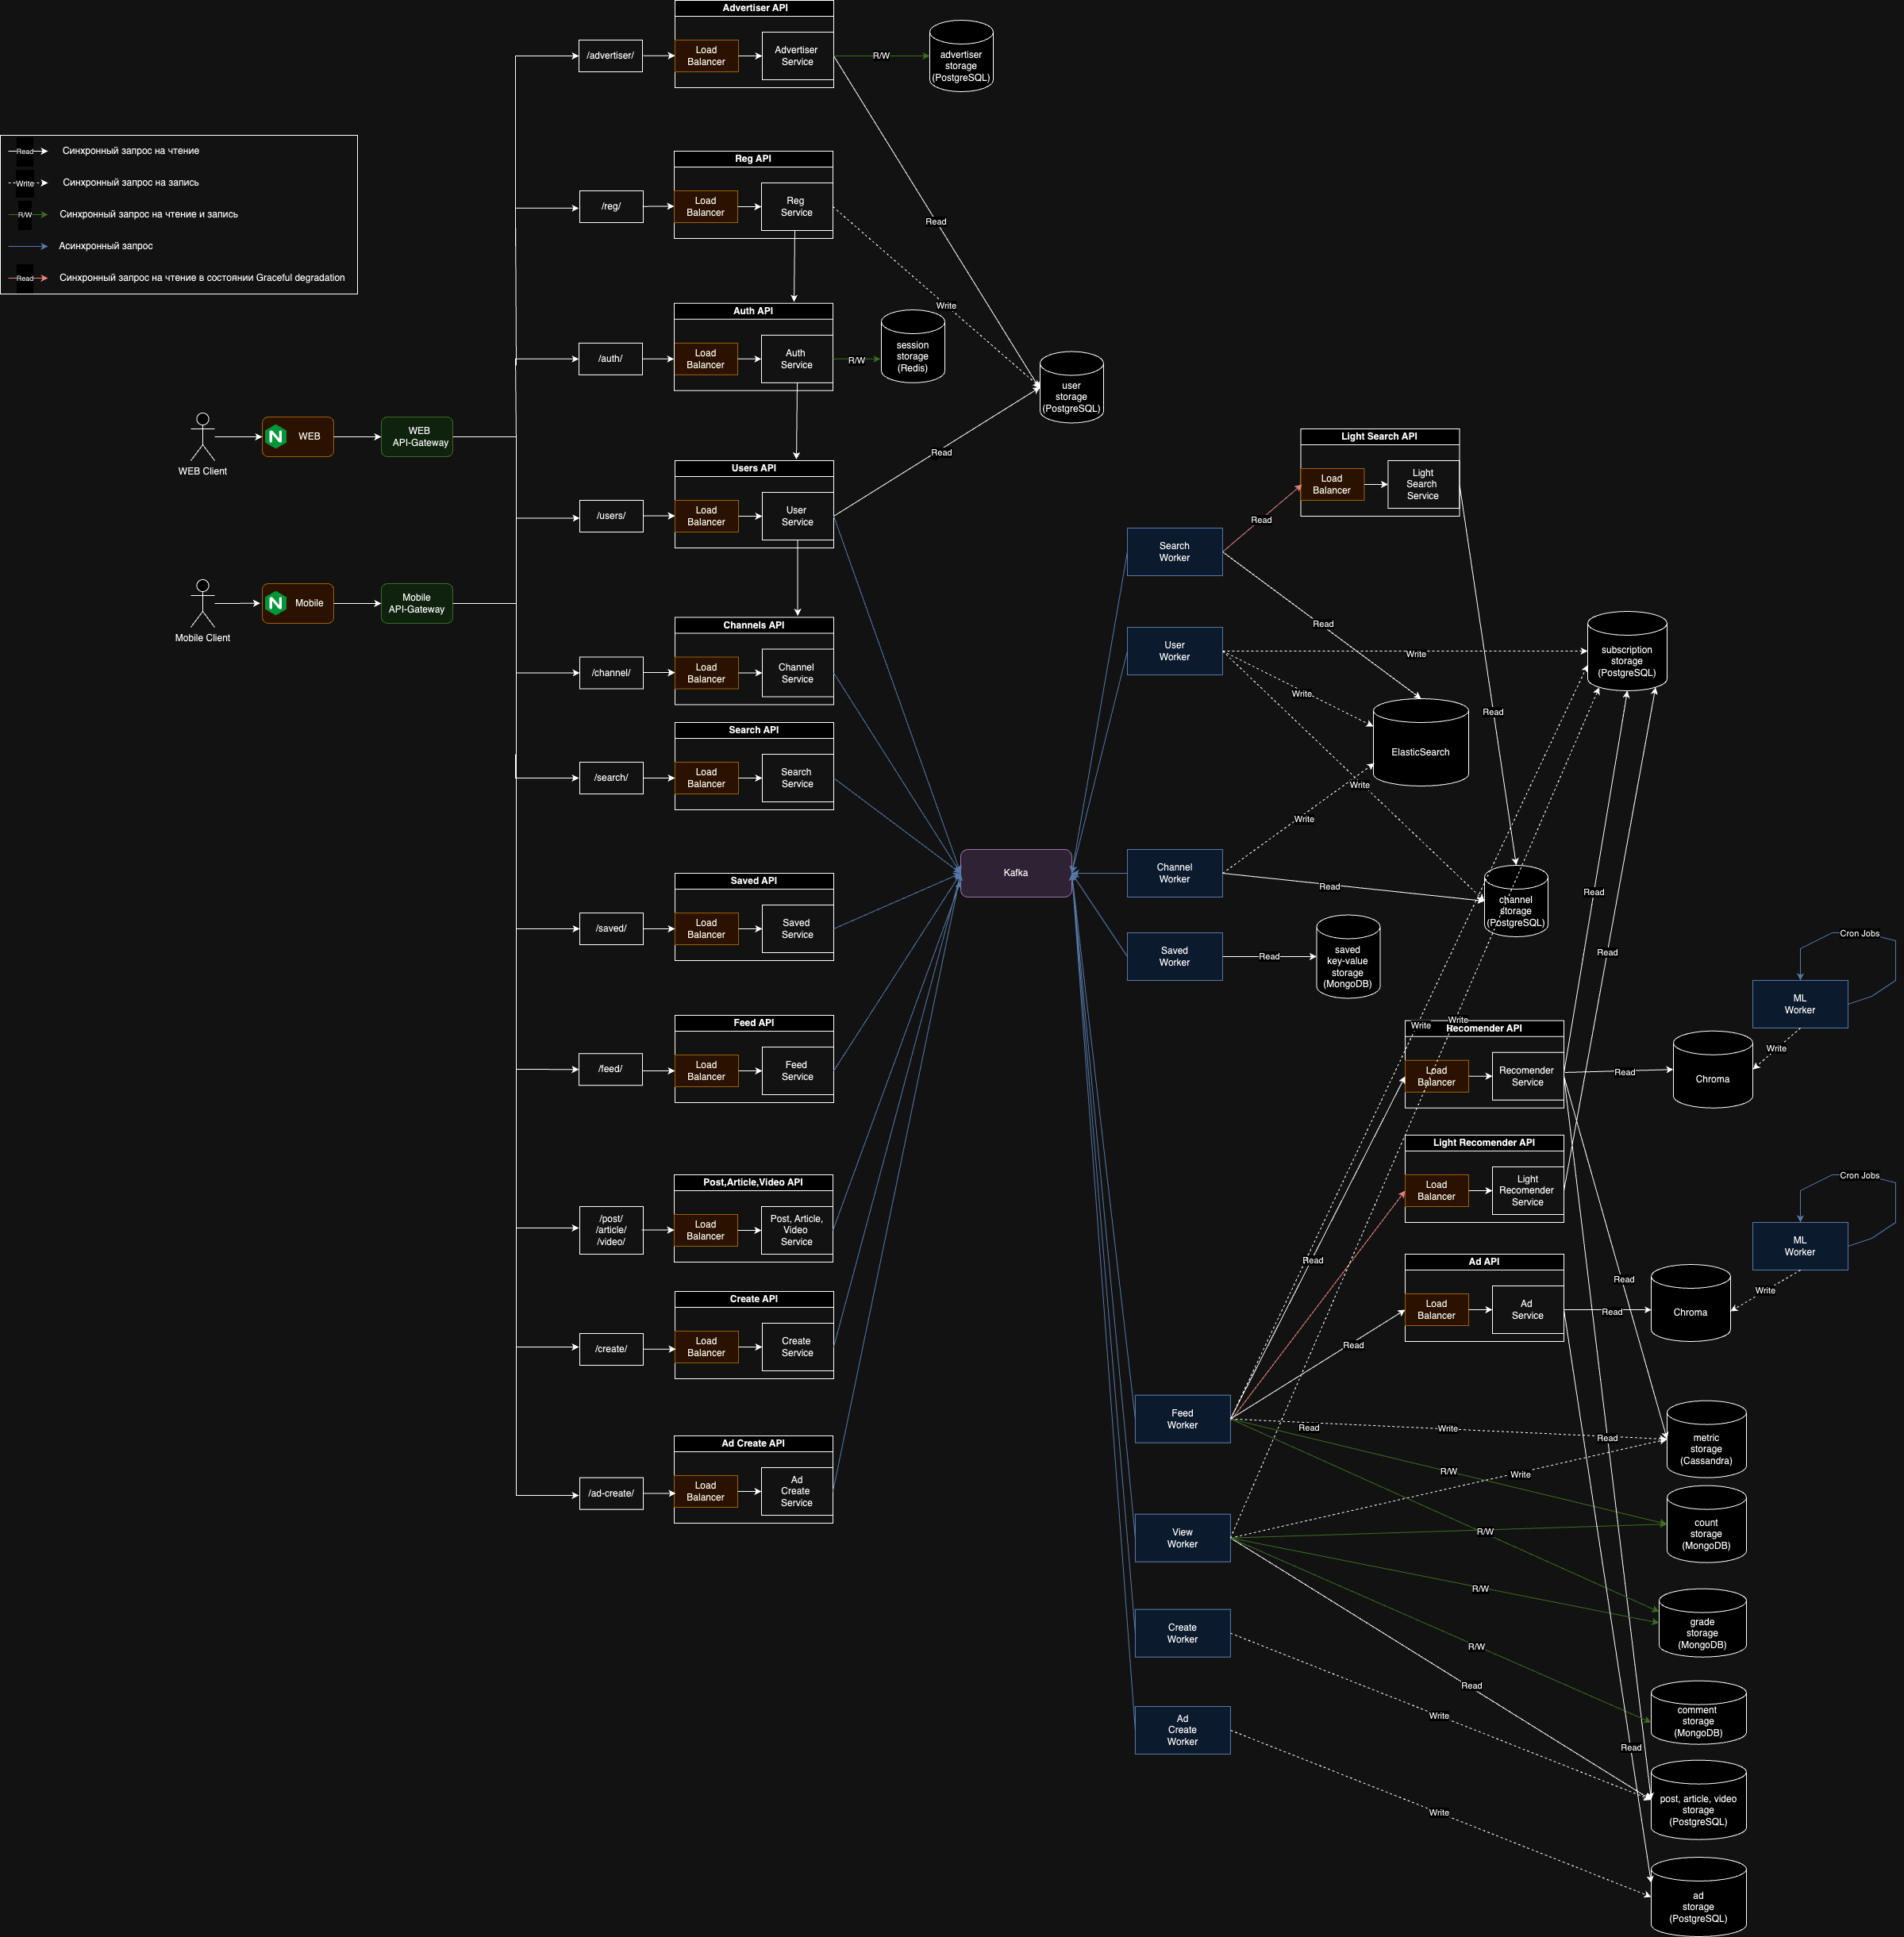 Advertiser API
/advertiser/
Load
Balancer
Advertiser
Service
R/W
advertiser
storage
(PostgreSQL)
Read
Синхронный запрос на чтение
Write
Синхронный запрос на запись
R/W
Синхронный запрос на чтение и запись
Асинхронный запрос
Read
Синхронный запрос на чтение в состоянии Graceful degradation
Reg API
/reg/
Load
Balancer
Reg
Service
Read
Write
Auth API
/auth/
Load
Balancer
Auth
Service
R/W
session
storage
(Redis)
user
storage
(PostgreSQL)
WEB Client
WEB
WEB
API-Gateway
Users API
/users/
Load
Balancer
User
Service
Read
Mobile Client
Mobile
Mobile
API-Gateway
Channels API
/channel/
Load
Balancer
Channel
Service
Search API
/search/
Load
Balancer
Search
Service
Saved API
/saved/
Load
Balancer
Saved
Service
Feed API
/feed/
Load
Balancer
Feed
Service
Post,Article,Video API
/post/
/article/
/video/
Load
Balancer
Post, Article,
Video
Service
Create API
/create/
Load
Balancer
Create
Service
Ad Create API
/ad-create/
Load
Balancer
Ad
Create
Service
Kafka
Light Search API
Load
Balancer
Light
Search
Service
Read
Search
Worker
Read
User
Worker
Write
subscription
storage
(PostgreSQL)
Write
Read
ElasticSearch
Write
Write
Channel
Worker
Read
Read
channel
storage
(PostgreSQL)
Saved
Worker
Read
saved
key-value
storage
(MongoDB)
Read
Cron Jobs
ML
Worker
Write
Write
Write
Recomender API
Load
Balancer
Recomender
Service
Read
Chroma
Light Recomender API
Load
Balancer
Light
Recomender
Service
Cron Jobs
ML
Worker
Write
Read
Ad API
Load
Balancer
Ad
Service
Read
Read
Chroma
Read
Feed
Worker
Read
Write
Read
metric
storage
(Cassandra)
R/W
Write
View
Worker
R/W
count
storage
(MongoDB)
R/W
grade
storage
(MongoDB)
Create
Worker
R/W
Read
comment
storage
(MongoDB)
Ad
Create
Worker
Write
Read
post, article, video
storage
(PostgreSQL)
Write
ad
storage
(PostgreSQL)